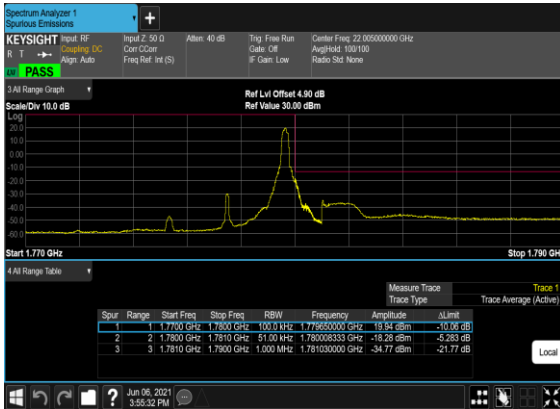 Spectrum Analyzer 1
Spurious Emissions
KEYSIGHT Input: RF Input Z: 50 Ω Atten: 40 dB Trig: Free Run Center Freq: 22.005000000 GHz
R T Coupling: DC Corr CCorr Gate: Off Avg|Hold: 100/100
Align: Auto Freq Ref: Int (S) IF Gain: Low Radio Std: None
PASS
3 All Range Graph Ref Lvl Offset 4.90 dB
Scale/Div 10.0 dB Ref Value 30.00 dBm
Log
20.0
10.0
0.00
-10.0
-20.0
-30.0
-40.0
-50.0
-60.0
Start 1.770 GHz Stop 1.790 GH
4 All Range Table
Measure Trace Trace 1
Trace Type Trace Average (Active)
Spur Range Start Freq Stop Freq RBW Frequency Amplitude ΔLimit
1 1 1.7700 GHz 1.7800 GHz 100.0 kHz 1.779650000 GHz 19.94 dBm -10.06 dB
2 2 1.7800 GHz 1.7810 GHz 51.00 kHz 1.780008333 GHz -18.28 dBm -5.283 dB
3 3 1.7810 GHz 1.7900 GHz 1.000 MHz 1.781030000 GHz -34.77 dBm -21.77 dB
Local
Jun 06, 2021
3:55:32 PM